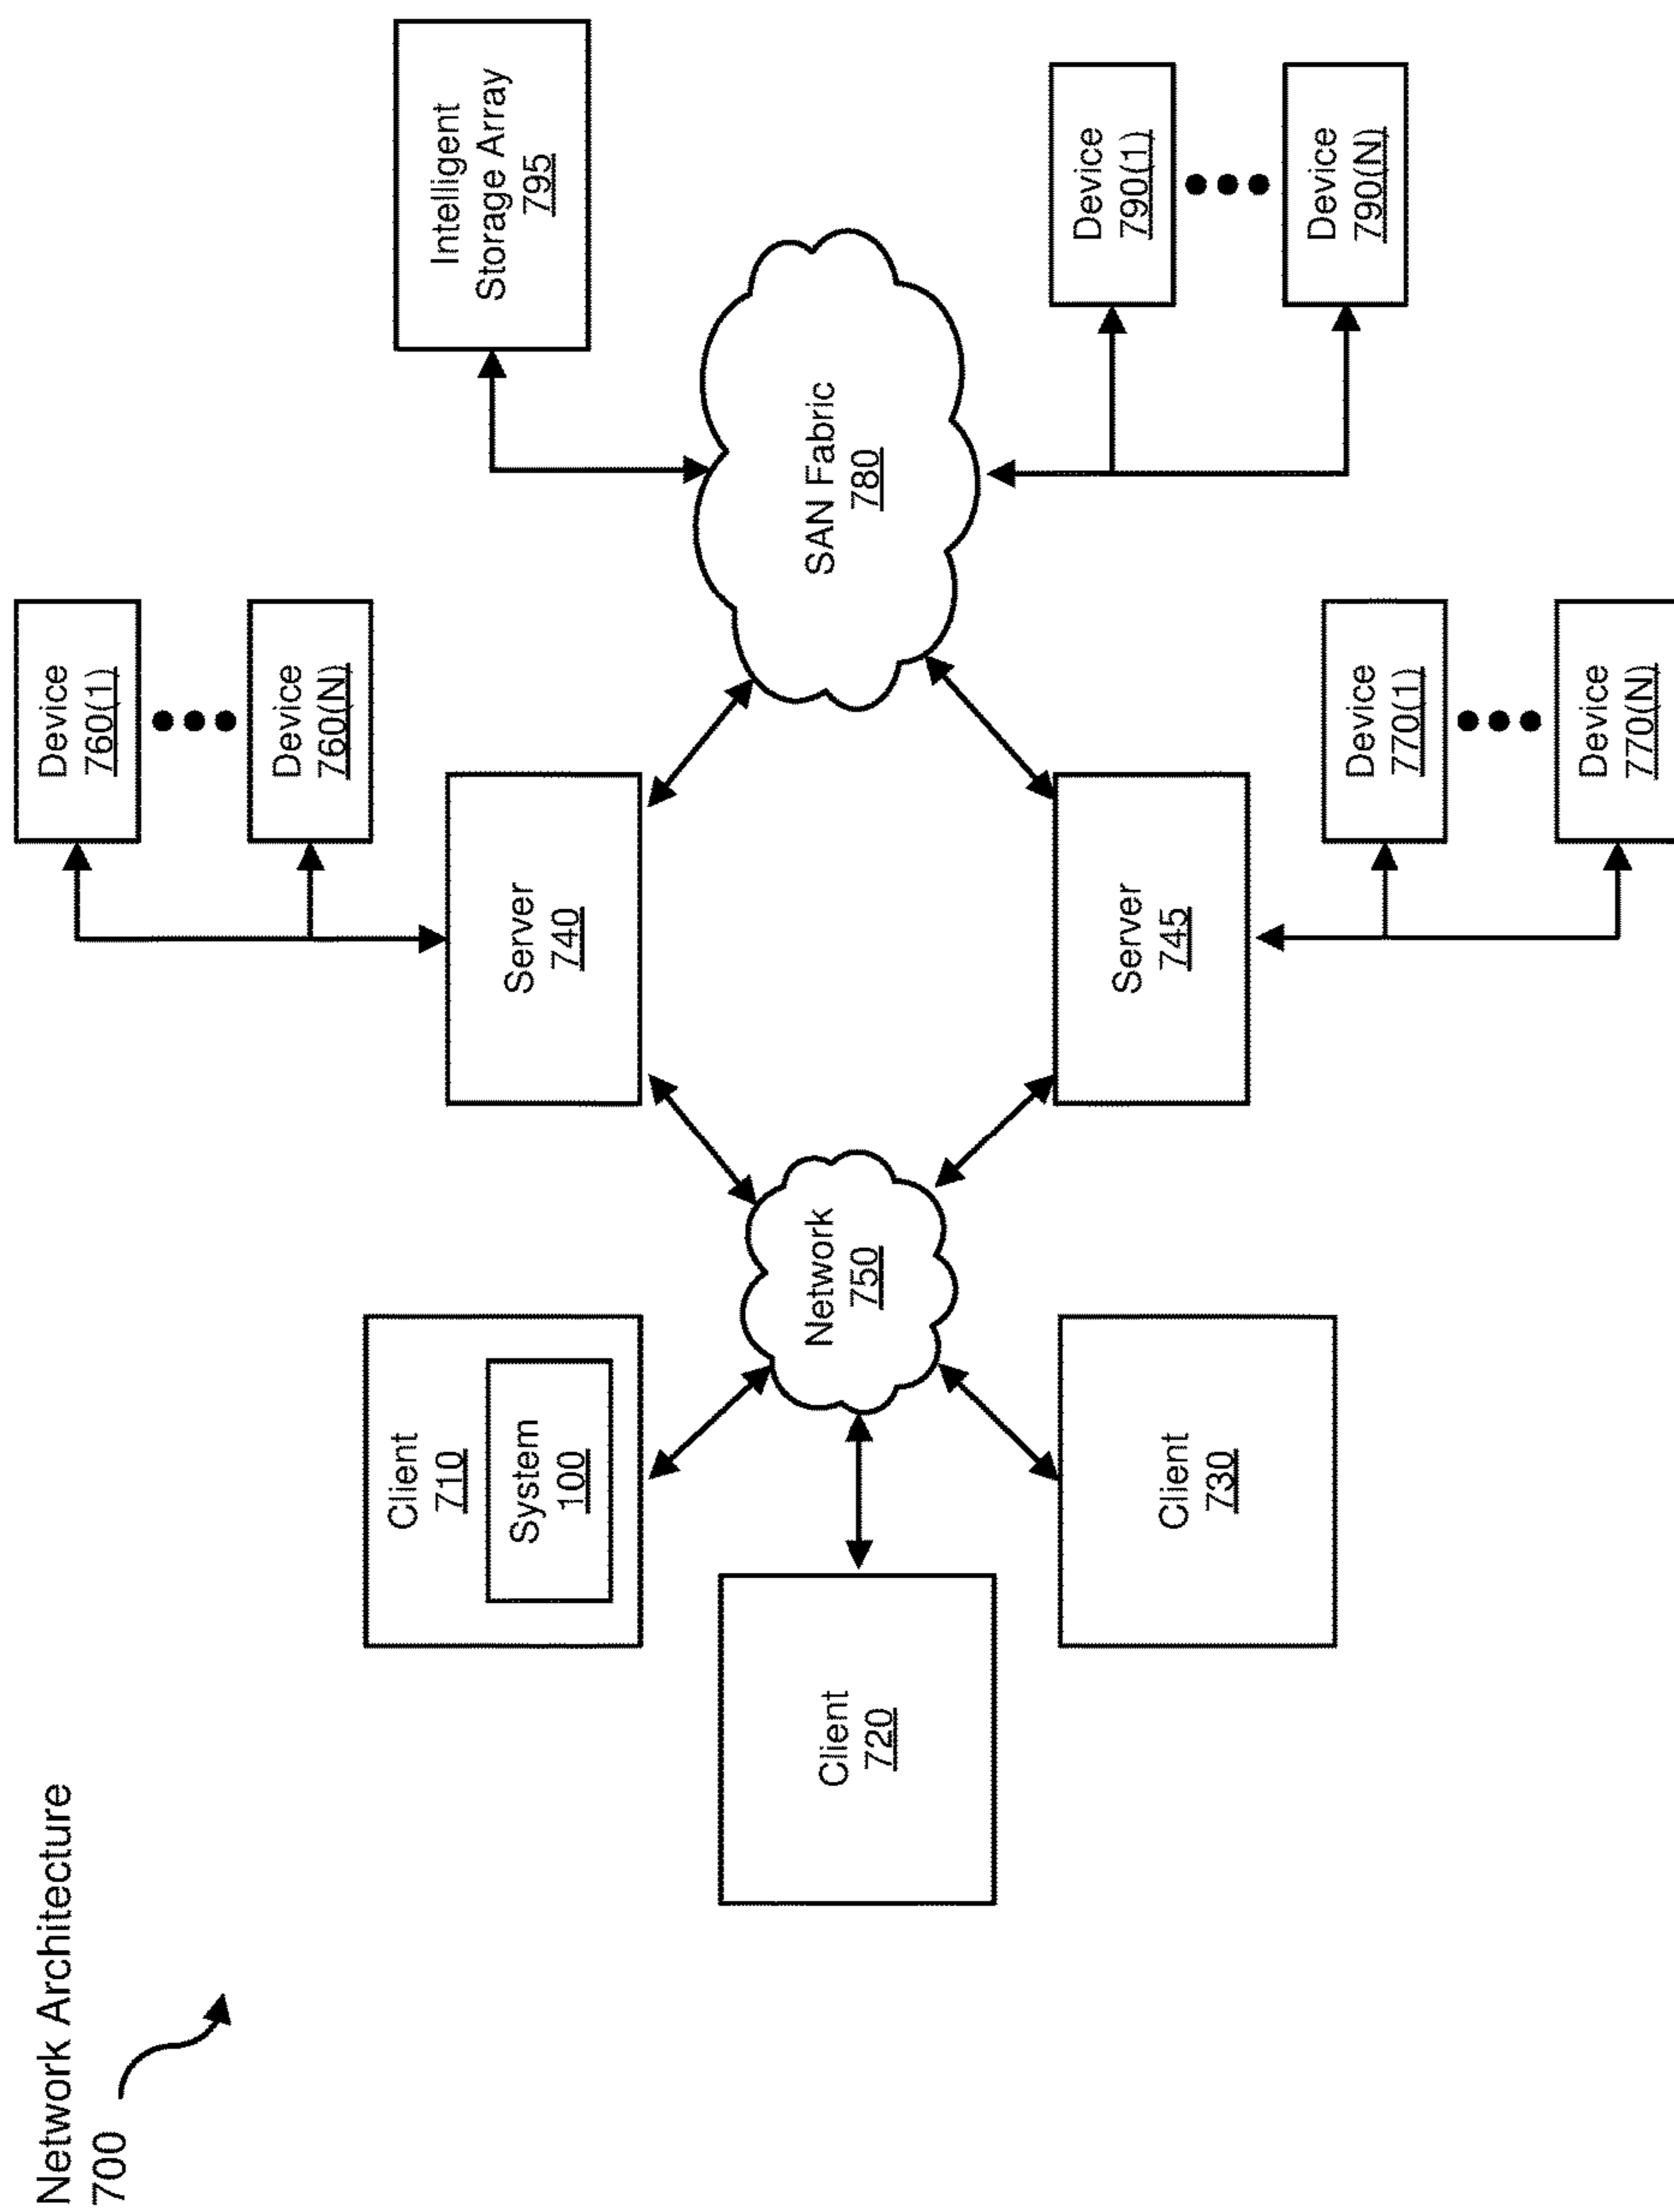 Network Architecture
700
Client
710
System
100
Client
720
Client
730
Network
750
Server
740
Server
745
Device
760(1)
Device
760(N)
Device
770(1)
Device
770(N)
SAN Fabric
780
Intelligent
Storage Array
795
Device
790(1)
Device
790(N)